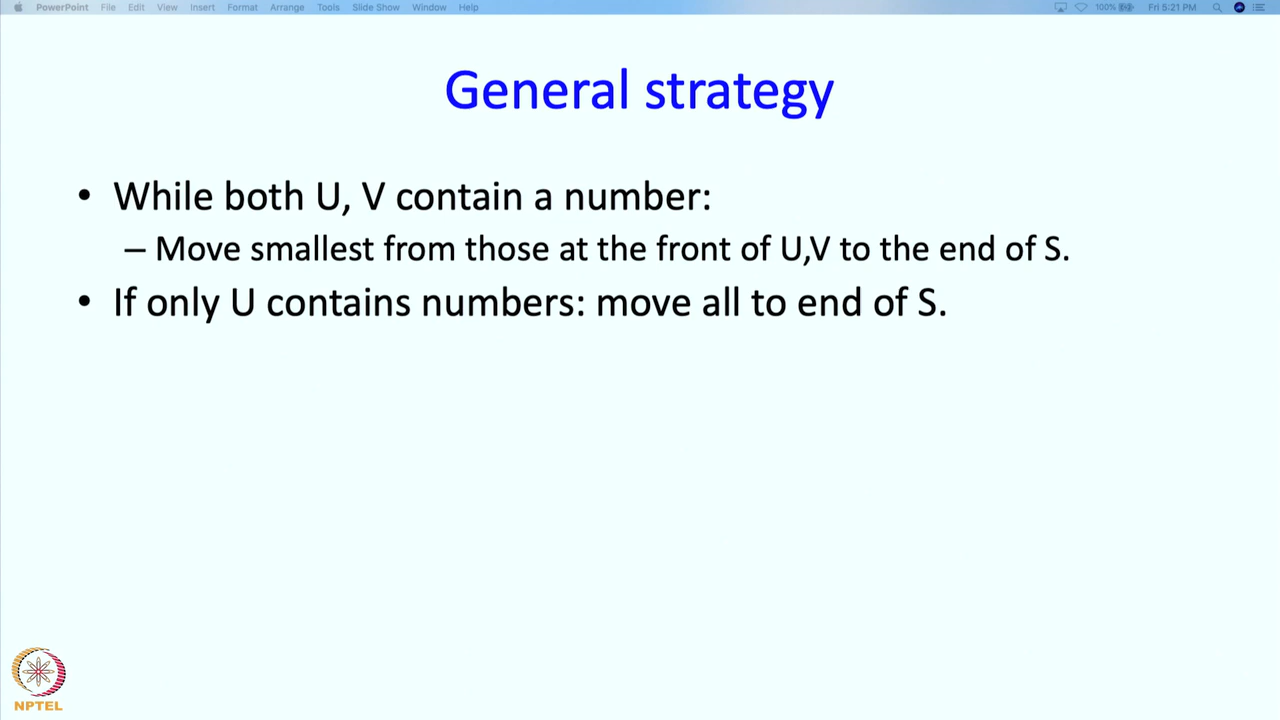 PowerPoint File Edit View Insert Format Arrange Tools Slide Show Window Help 100% Fri 5:21 PM
General strategy
• While both U, V contain a number:
– Move smallest from those at the front of U,V to the end of S.
• If only U contains numbers: move all to end of S.
NPTEL